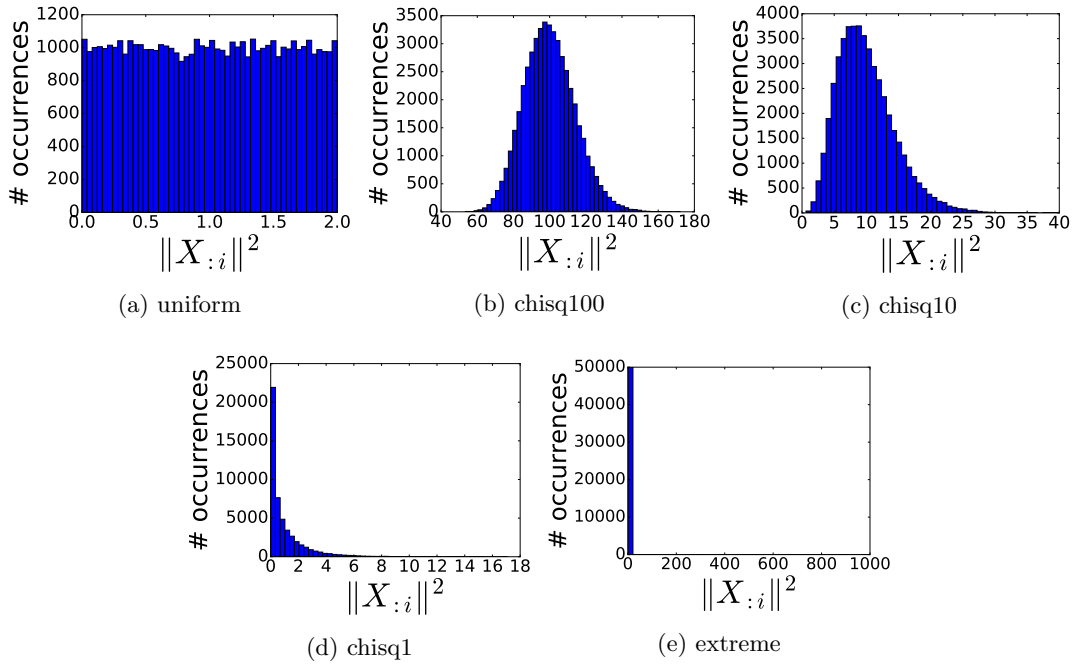 # occurrences
1200
1000
800
600
400
200
0
0.0 0.5 1.0 1.5 2.0
‖X:i‖²
(a) uniform
# occurrences
3500
3000
2500
2000
1500
1000
500
0
40 60 80 100 120 140 160 180
‖X:i‖²
(b) chisq100
# occurrences
4000
3500
3000
2500
2000
1500
1000
500
0
0 5 10 15 20 25 30 35 40
‖X:i‖²
(c) chisq10
# occurrences
25000
20000
15000
10000
5000
0
0 2 4 6 8 10 12 14 16 18
‖X:i‖²
(d) chisq1
# occurrences
50000
40000
30000
20000
10000
0
0 200 400 600 800 1000
‖X:i‖²
(e) extreme